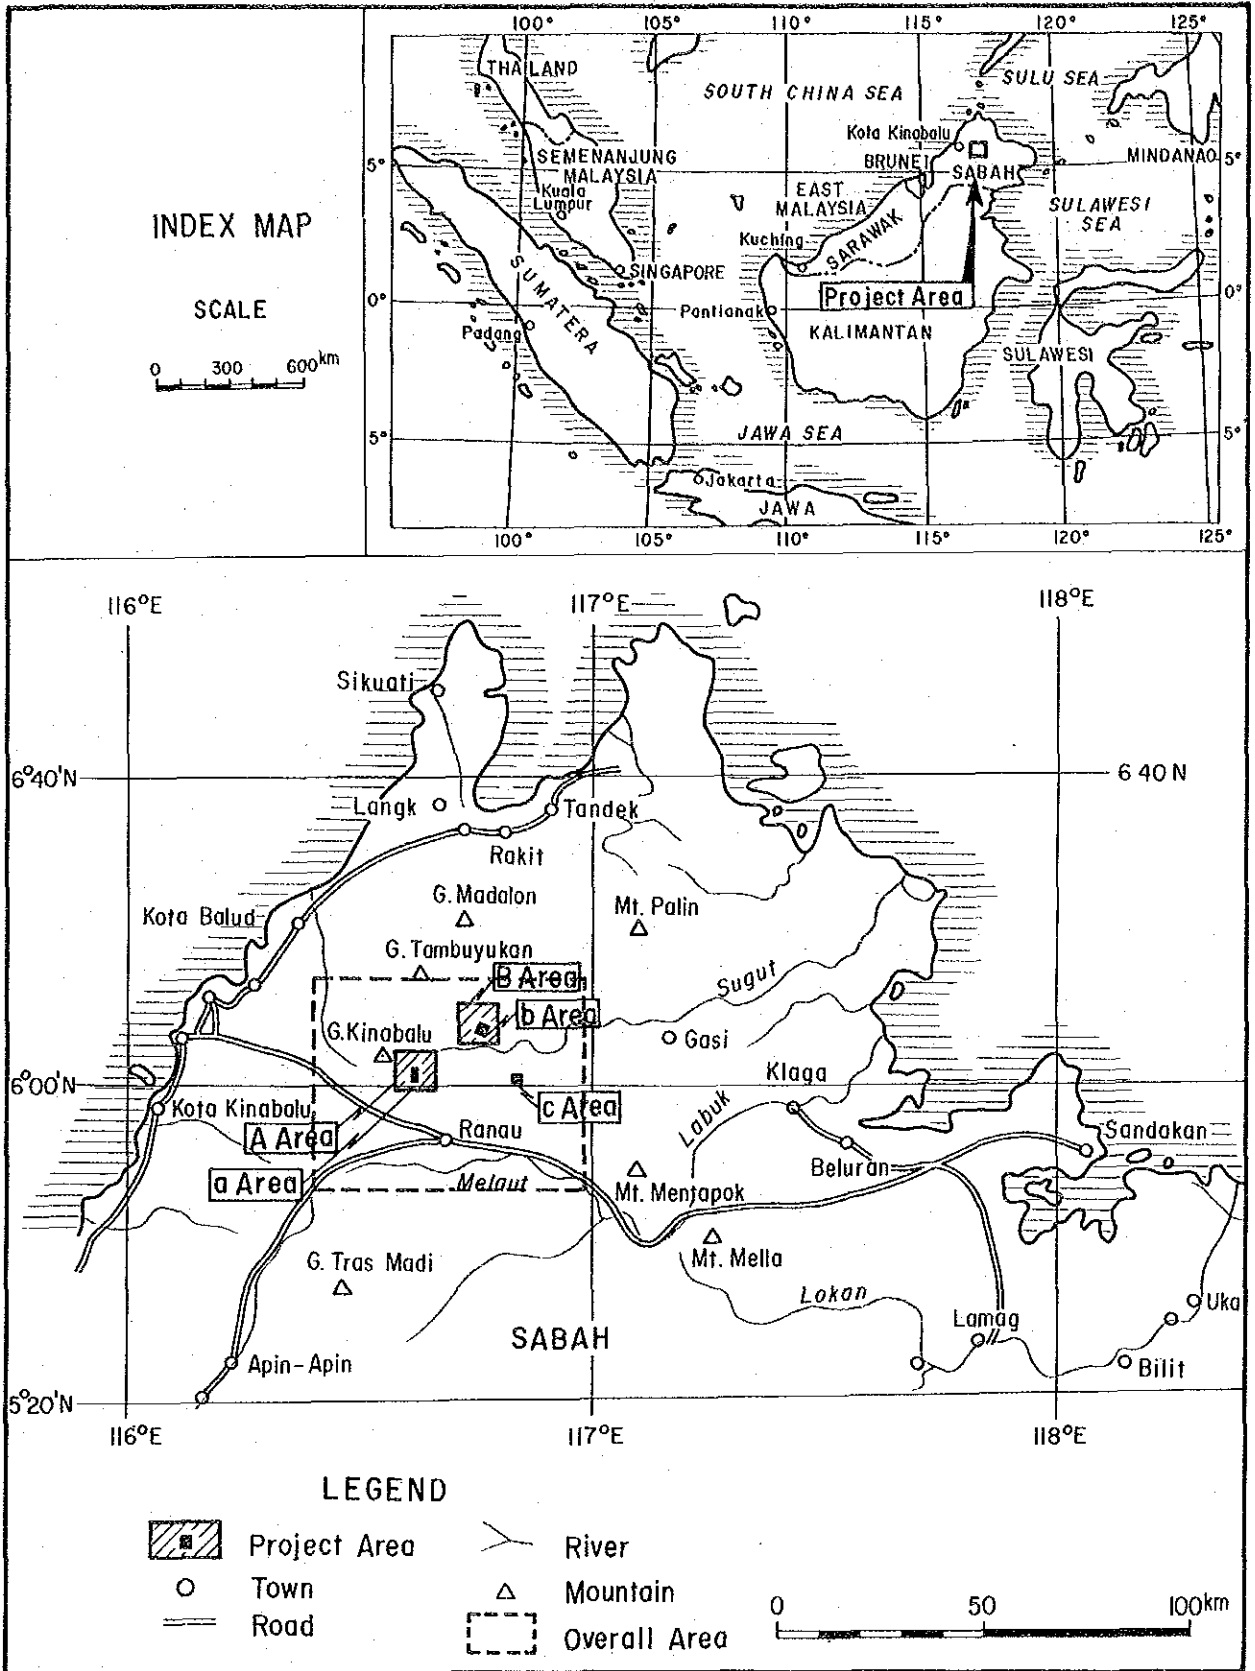 100° 105° 110° 115° 120° 125°
THAILAND
SOUTH CHINA SEA
SULU SEA
Kota Kinabalu
SEMENANJUNG
MALAYSIA
BRUNEI
SABAH
MINDANAO
5°
5°
Kuala
Lumpur
EAST
MALAYSIA
SULAWESI
SEA
INDEX MAP
Kuching
SARAWAK
SINGAPORE
SUMATERA
Project Area
SCALE
0°
0°
Padang
Pontianak
KALIMANTAN
SULAWESI
0 300 600km
5°
5°
JAWA SEA
Jakarta
JAWA
100° 105° 110° 115° 120° 125°
116°E 117°E 118°E
Sikuati
6°40'N
6 40 N
Langk
Tandek
Rakit
G. Madalon
Mt. Palin
Kota Balud
G. Tambuyukan
B Area
Sugut
b Area
G. Kinabalu
Gasi
Klaga
6°00'N
Kota Kinabalu
c Area
Labuk
A Area
Ranau
Sandakan
Beluran
a Area
Melaut
Mt. Mentapok
Mt. Mella
G. Tras Madi
Lokan
Uka
Lamag
SABAH
Apin-Apin
Bilit
5°20'N
116°E 117°E 118°E
LEGEND
Project Area
River
Town
Mountain
Road
Overall Area
0 50 100km